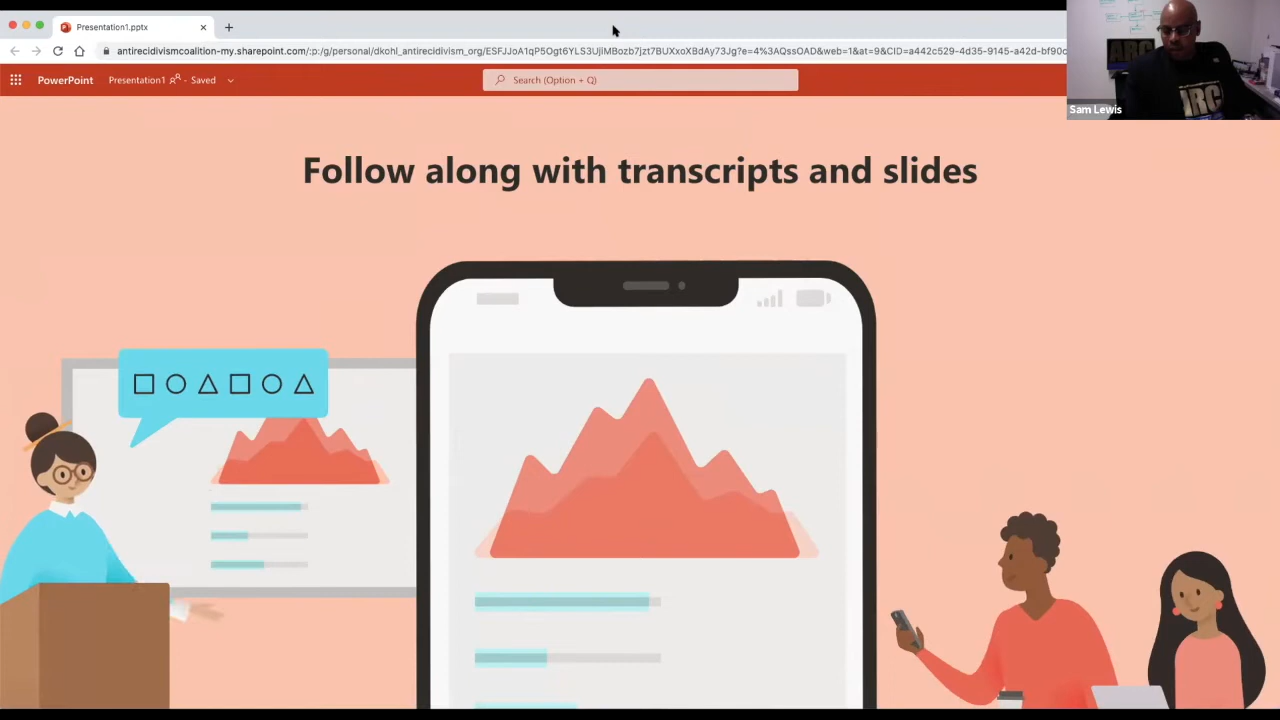 Presentation1.pptx
antirecidivismcoalition-my.sharepoint.com/:p:/g/personal/dkohl_antirecidivism_org/ESFJJoA1qP5Ogt6YLS3UjiMBozb7jzt7BUXxoXBdAy73Jg?e=4%3AQssOAD&web=1&at=9&CID=a442c529-4d35-9145-a42d-bf90c
PowerPoint
Presentation1 - Saved
Search (Option + Q)
ARC
Sam Lewis
Follow along with transcripts and slides